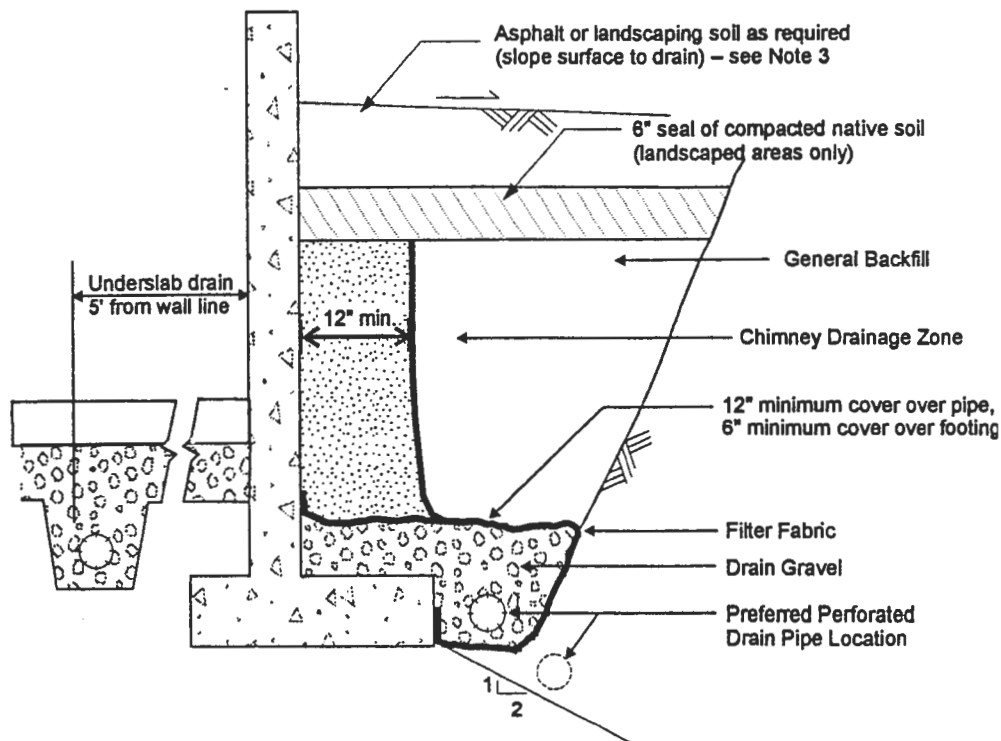 Asphalt or landscaping soil as required
(slope surface to drain) – see Note 3
6" seal of compacted native soil
(landscaped areas only)
General Backfill
Underslab drain
5' from wall line
12" min.
Chimney Drainage Zone
12" minimum cover over pipe,
6" minimum cover over footing
Filter Fabric
Drain Gravel
Preferred Perforated
Drain Pipe Location
1
2